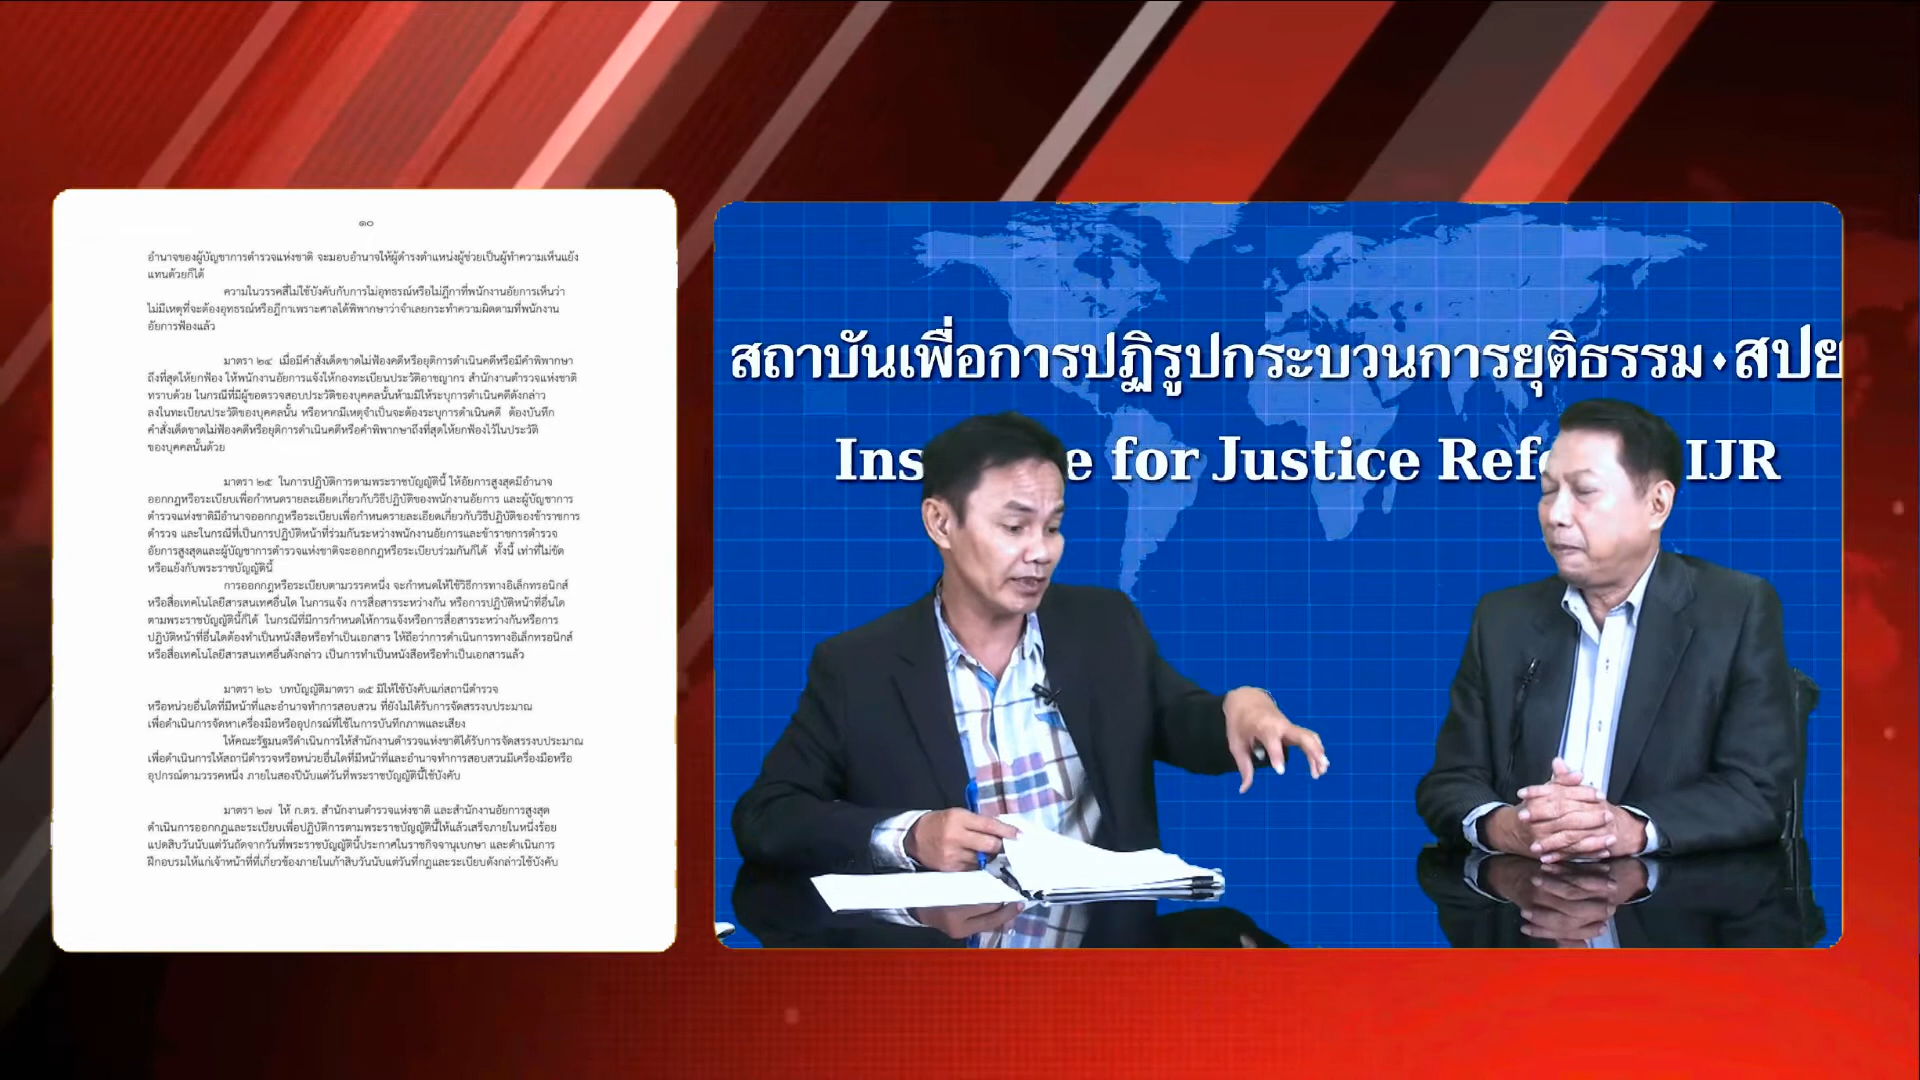 ๑๐
อำนาจของผู้บัญชาการตำรวจแห่งชาติ จะมอบอำนาจให้ผู้ดำรงตำแหน่งผู้ช่วยเป็นผู้ทำความเห็นแย้ง
แทนด้วยก็ได้
ความในวรรคสี่ไม่ใช้บังคับกับการไม่อุทธรณ์หรือไม่ฎีกาที่พนักงานอัยการเห็นว่า
ไม่มีเหตุที่จะต้องอุทธรณ์หรือฎีกาเพราะศาลได้พิพากษาว่าจำเลยกระทำความผิดตามที่พนักงาน
อัยการฟ้องแล้ว
มาตรา ๒๔ เมื่อมีคำสั่งเด็ดขาดไม่ฟ้องคดีหรือยุติการดำเนินคดีหรือมีคำพิพากษา
ถึงที่สุดให้ยกฟ้อง ให้พนักงานอัยการแจ้งให้กองทะเบียนประวัติอาชญากร สำนักงานตำรวจแห่งชาติ
ทราบด้วย ในกรณีที่มีผู้ขอตรวจสอบประวัติของบุคคลนั้นห้ามมิให้ระบุการดำเนินคดีดังกล่าว
ลงในทะเบียนประวัติของบุคคลนั้น หรือหากมีเหตุจำเป็นจะต้องระบุการดำเนินคดี ต้องบันทึก
คำสั่งเด็ดขาดไม่ฟ้องคดีหรือยุติการดำเนินคดีหรือคำพิพากษาถึงที่สุดให้ยกฟ้องไว้ในประวัติ
ของบุคคลนั้นด้วย
มาตรา ๒๕ ในการปฏิบัติการตามพระราชบัญญัตินี้ ให้อัยการสูงสุดมีอำนาจ
ออกกฎหรือระเบียบเพื่อกำหนดรายละเอียดเกี่ยวกับวิธีปฏิบัติของพนักงานอัยการ และผู้บัญชาการ
ตำรวจแห่งชาติมีอำนาจออกกฎหรือระเบียบเพื่อกำหนดรายละเอียดเกี่ยวกับวิธีปฏิบัติของข้าราชการ
ตำรวจ และในกรณีที่เป็นการปฏิบัติหน้าที่ร่วมกันระหว่างพนักงานอัยการและข้าราชการตำรวจ
อัยการสูงสุดและผู้บัญชาการตำรวจแห่งชาติจะออกกฎหรือระเบียบร่วมกันก็ได้ ทั้งนี้ เท่าที่ไม่ขัด
หรือแย้งกับพระราชบัญญัตินี้
การออกกฎหรือระเบียบตามวรรคหนึ่ง จะกำหนดให้ใช้วิธีการทางอิเล็กทรอนิกส์
หรือสื่อเทคโนโลยีสารสนเทศอื่นใด ในการแจ้ง การสื่อสารระหว่างกัน หรือการปฏิบัติหน้าที่อื่นใด
ตามพระราชบัญญัตินี้ก็ได้ ในกรณีที่มีการกำหนดให้การแจ้งหรือการสื่อสารระหว่างกันหรือการ
ปฏิบัติหน้าที่อื่นใดต้องทำเป็นหนังสือหรือทำเป็นเอกสาร ให้ถือว่าการดำเนินการทางอิเล็กทรอนิกส์
หรือสื่อเทคโนโลยีสารสนเทศอื่นดังกล่าว เป็นการทำเป็นหนังสือหรือทำเป็นเอกสารแล้ว
มาตรา ๒๖ บทบัญญัติมาตรา ๑๕ มิให้ใช้บังคับแก่สถานีตำรวจ
หรือหน่วยอื่นใดที่มีหน้าที่และอำนาจทำการสอบสวน ที่ยังไม่ได้รับการจัดสรรงบประมาณ
เพื่อดำเนินการจัดหาเครื่องมือหรืออุปกรณ์ที่ใช้ในการบันทึกภาพและเสียง
ให้คณะรัฐมนตรีดำเนินการให้สำนักงานตำรวจแห่งชาติได้รับการจัดสรรงบประมาณ
เพื่อดำเนินการให้สถานีตำรวจหรือหน่วยอื่นใดที่มีหน้าที่และอำนาจทำการสอบสวนมีเครื่องมือหรือ
อุปกรณ์ตามวรรคหนึ่ง ภายในสองปีนับแต่วันที่พระราชบัญญัตินี้ใช้บังคับ
มาตรา ๒๗ ให้ ก.ตร. สำนักงานตำรวจแห่งชาติ และสำนักงานอัยการสูงสุด
ดำเนินการออกกฎและระเบียบเพื่อปฏิบัติการตามพระราชบัญญัตินี้ให้แล้วเสร็จภายในหนึ่งร้อย
แปดสิบวันนับแต่วันถัดจากวันที่พระราชบัญญัตินี้ประกาศในราชกิจจานุเบกษา และดำเนินการ
ฝึกอบรมให้แก่เจ้าหน้าที่ที่เกี่ยวข้องภายในเก้าสิบวันนับแต่วันที่กฎและระเบียบดังกล่าวใช้บังคับ
สถาบันเพื่อการปฏิรูปกระบวนการยุติธรรม • สปย
Ins e for Justice Refo IJR